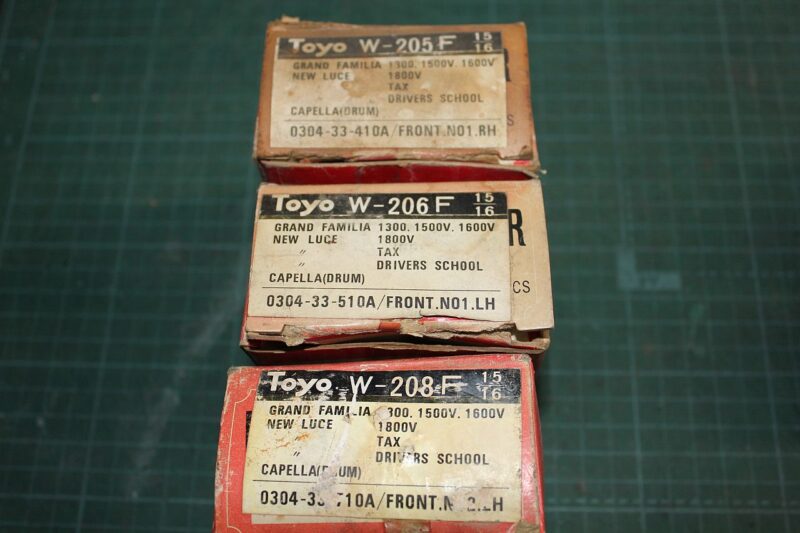 Toyo W-205F 15/16
GRAND FAMILIA 1300. 1500V. 1600V
NEW LUCE 1800V
TAX
DRIVERS SCHOOL
CAPELLA(DRUM)
0304-33-410A/FRONT.NO1.RH
R
CS
Toyo W-206F 15/16
GRAND FAMILIA 1300. 1500V. 1600V
NEW LUCE 1800V
〃 TAX
〃 DRIVERS SCHOOL
CAPELLA(DRUM)
0304-33-510A/FRONT.NO1.LH
R
CS
Toyo W-208F 15/16
GRAND FAMILIA 1300. 1500V. 1600V
NEW LUCE 1800V
TAX
〃 DRIVERS SCHOOL
CAPELLA(DRUM)